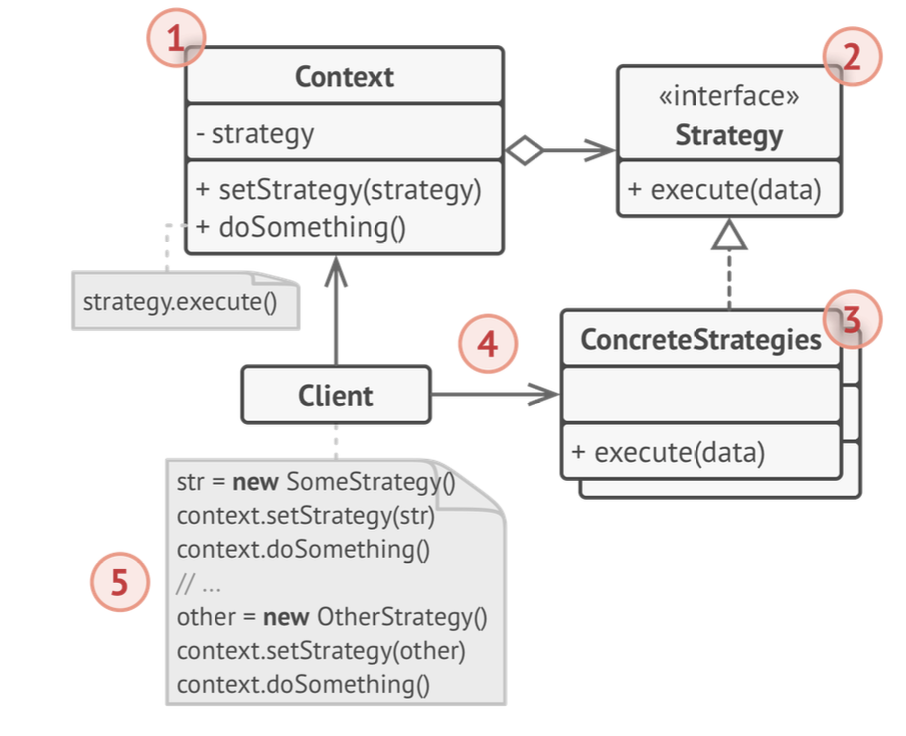 1
Context
- strategy
+ setStrategy(strategy)
+ doSomething()
strategy.execute()
2
«interface»
Strategy
+ execute(data)
3
ConcreteStrategies
+ execute(data)
4
Client
5
str = new SomeStrategy()
context.setStrategy(str)
context.doSomething()
// ...
other = new OtherStrategy()
context.setStrategy(other)
context.doSomething()